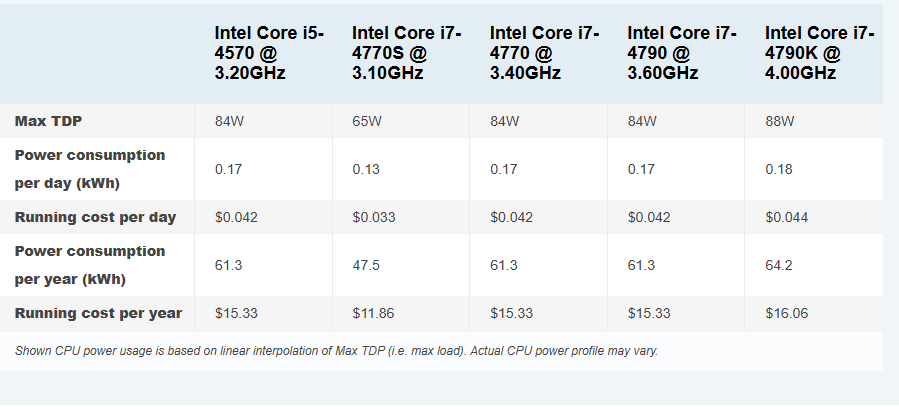 Intel Core i5-4570 @ 3.20GHz Intel Core i7-4770S @ 3.10GHz Intel Core i7-4770 @ 3.40GHz Intel Core i7-4790 @ 3.60GHz Intel Core i7-4790K @ 4.00GHz
Max TDP 84W 65W 84W 84W 88W
Power consumption per day (kWh) 0.17 0.13 0.17 0.17 0.18
Running cost per day $0.042 $0.033 $0.042 $0.042 $0.044
Power consumption per year (kWh) 61.3 47.5 61.3 61.3 64.2
Running cost per year $15.33 $11.86 $15.33 $15.33 $16.06
Shown CPU power usage is based on linear interpolation of Max TDP (i.e. max load). Actual CPU power profile may vary.